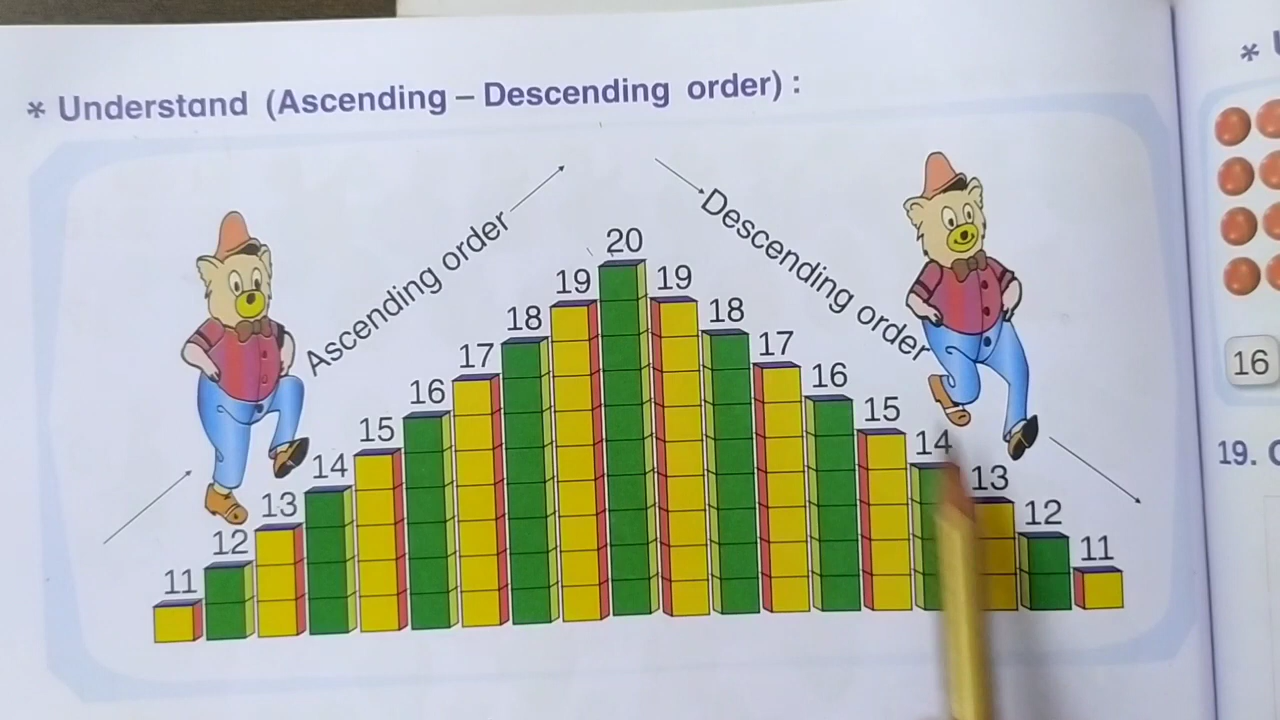 * Understand (Ascending – Descending order) :
Ascending order
Descending order
11 12 13 14 15 16 17 18 19 20 19 18 17 16 15 14 13 12 11
*
16
19.